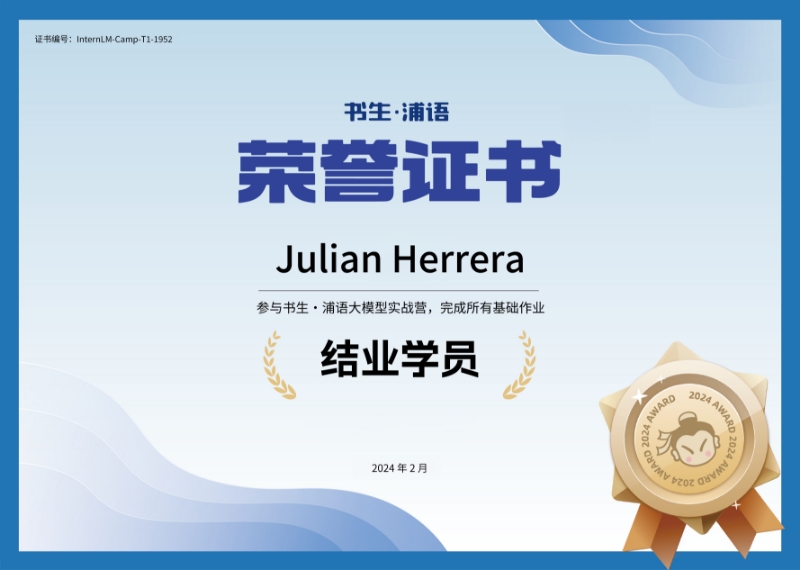 证书编号：InternLM-Camp-T1-1952
书生·浦语
荣誉证书
Julian Herrera
参与书生·浦语大模型实战营，完成所有基础作业
结业学员
2024 年 2 月
2024 AWARD 2024 AWARD 2024 AWARD 2024 AWARD